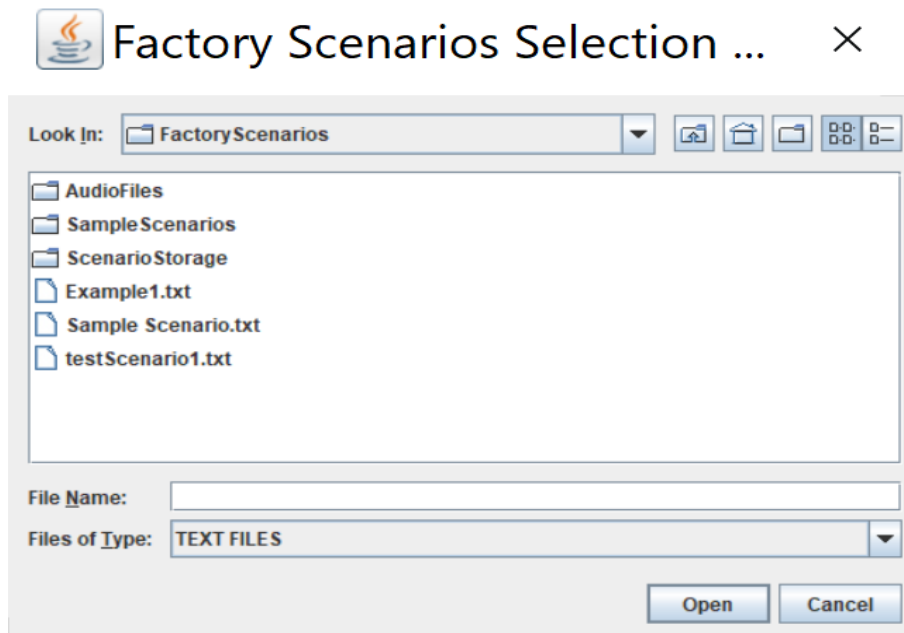 Factory Scenarios Selection ...
Look In: FactoryScenarios
AudioFiles
SampleScenarios
ScenarioStorage
Example1.txt
Sample Scenario.txt
testScenario1.txt
File Name:
Files of Type: TEXT FILES
Open Cancel